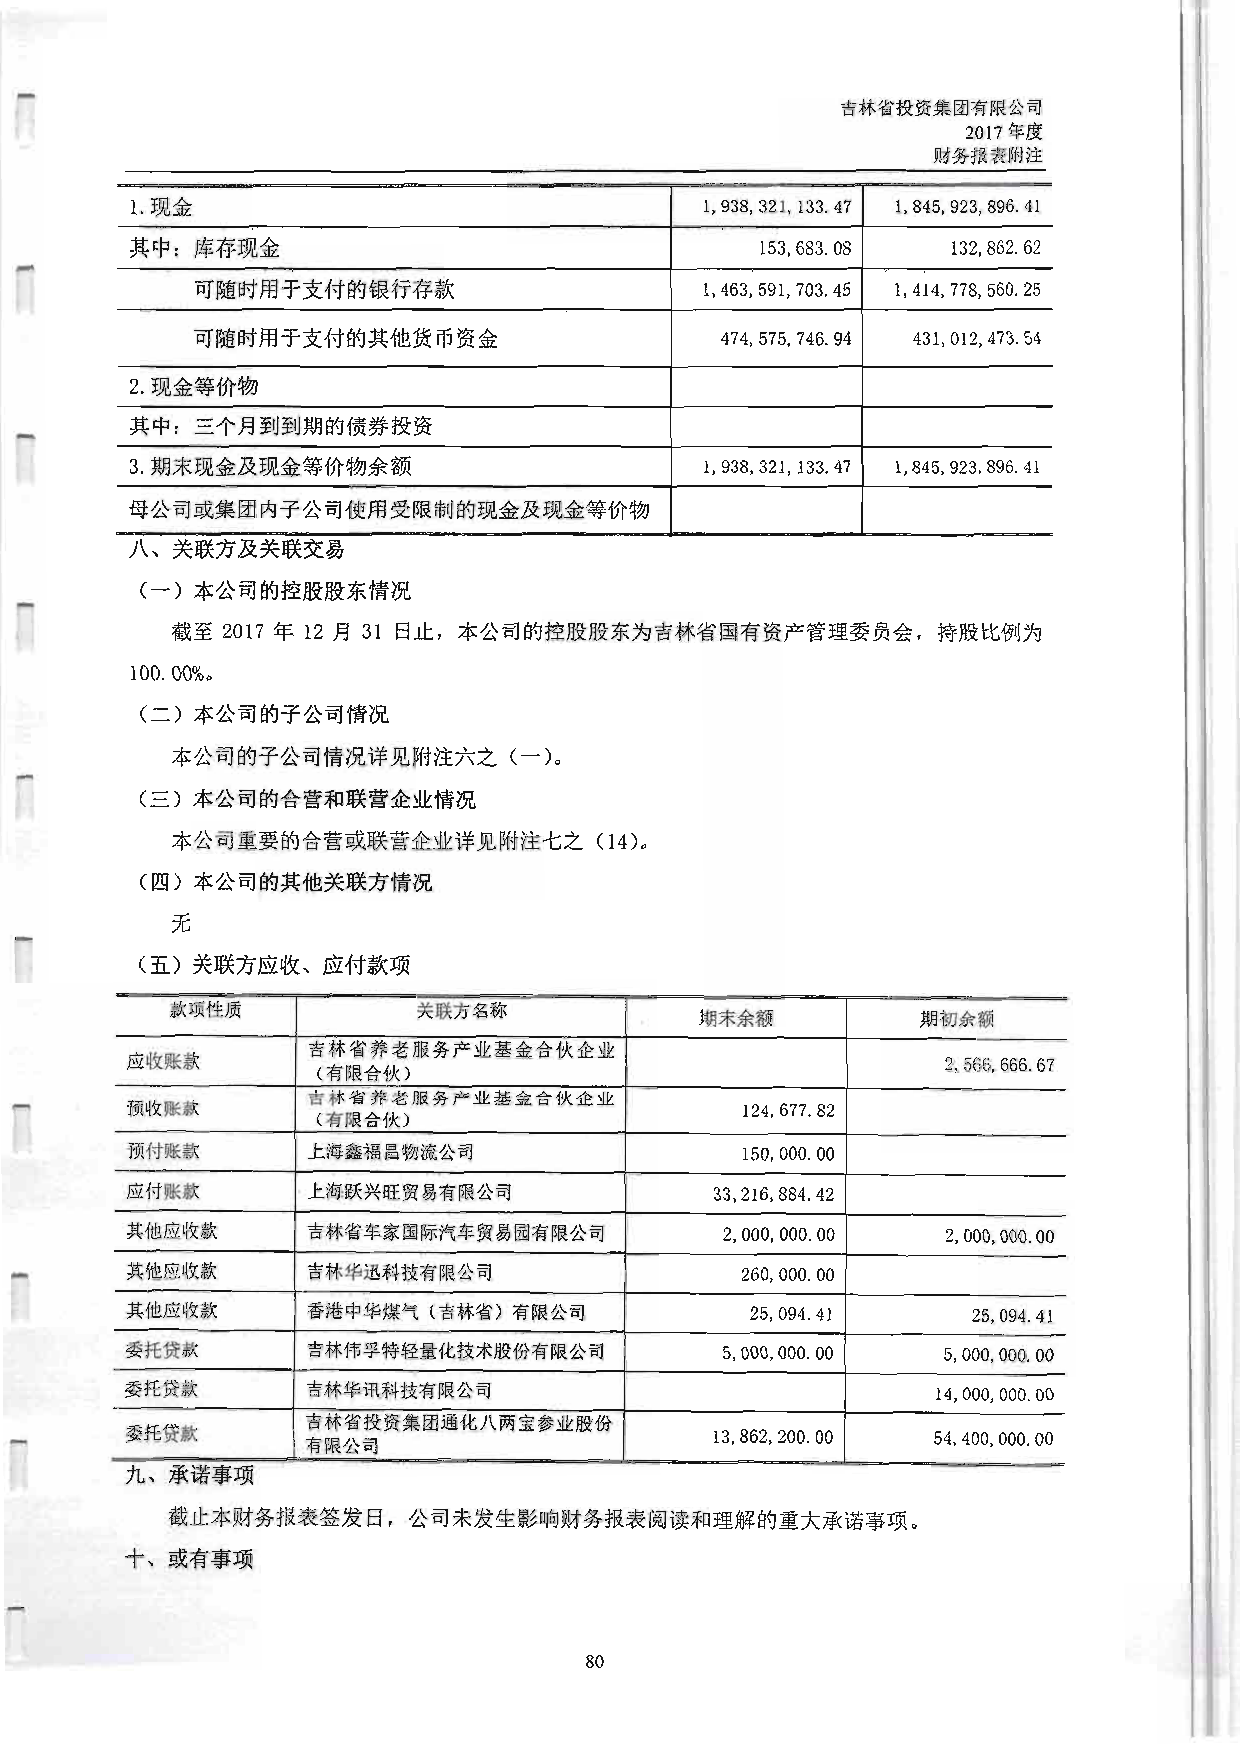 吉林省投资集团有限公司
2017 年度
财务报表附注
1.现金 1,938,321,133.47 1,845,923,896.41
其中：库存现金 153,683.08 132,862.62
可随时用于支付的银行存款 1,463,591,703.45 1,414,778,560.25
可随时用于支付的其他货币资金 474,575,746.94 431,012,473.54
2.现金等价物
其中：三个月到到期的债券投资
3.期末现金及现金等价物余额 1,938,321,133.47 1,845,923,896.41
母公司或集团内子公司使用受限制的现金及现金等价物
八、关联方及关联交易
（一）本公司的控股股东情况
截至 2017 年 12 月 31 日止，本公司的控股股东为吉林省国有资产管理委员会，持股比例为
100.00%。
（二）本公司的子公司情况
本公司的子公司情况详见附注六之（一）。
（三）本公司的合营和联营企业情况
本公司重要的合营或联营企业详见附注七之（14）。
（四）本公司的其他关联方情况
无
（五）关联方应收、应付款项
款项性质 关联方名称 期末余额 期初余额
应收账款 吉林省养老服务产业基金合伙企业
（有限合伙） 2,566,666.67
预收账款 吉林省养老服务产业基金合伙企业
（有限合伙） 124,677.82
预付账款 上海鑫福昌物流公司 150,000.00
应付账款 上海跃兴旺贸易有限公司 33,216,884.42
其他应收款 吉林省车家国际汽车贸易园有限公司 2,000,000.00 2,000,000.00
其他应收款 吉林华迅科技有限公司 260,000.00
其他应收款 香港中华煤气（吉林省）有限公司 25,094.41 25,094.41
委托贷款 吉林伟孚特轻量化技术股份有限公司 5,000,000.00 5,000,000.00
委托贷款 吉林华讯科技有限公司 14,000,000.00
委托贷款 吉林省投资集团通化八两宝参业股份
有限公司 13,862,200.00 54,400,000.00
九、承诺事项
截止本财务报表签发日，公司未发生影响财务报表阅读和理解的重大承诺事项。
十、或有事项
80